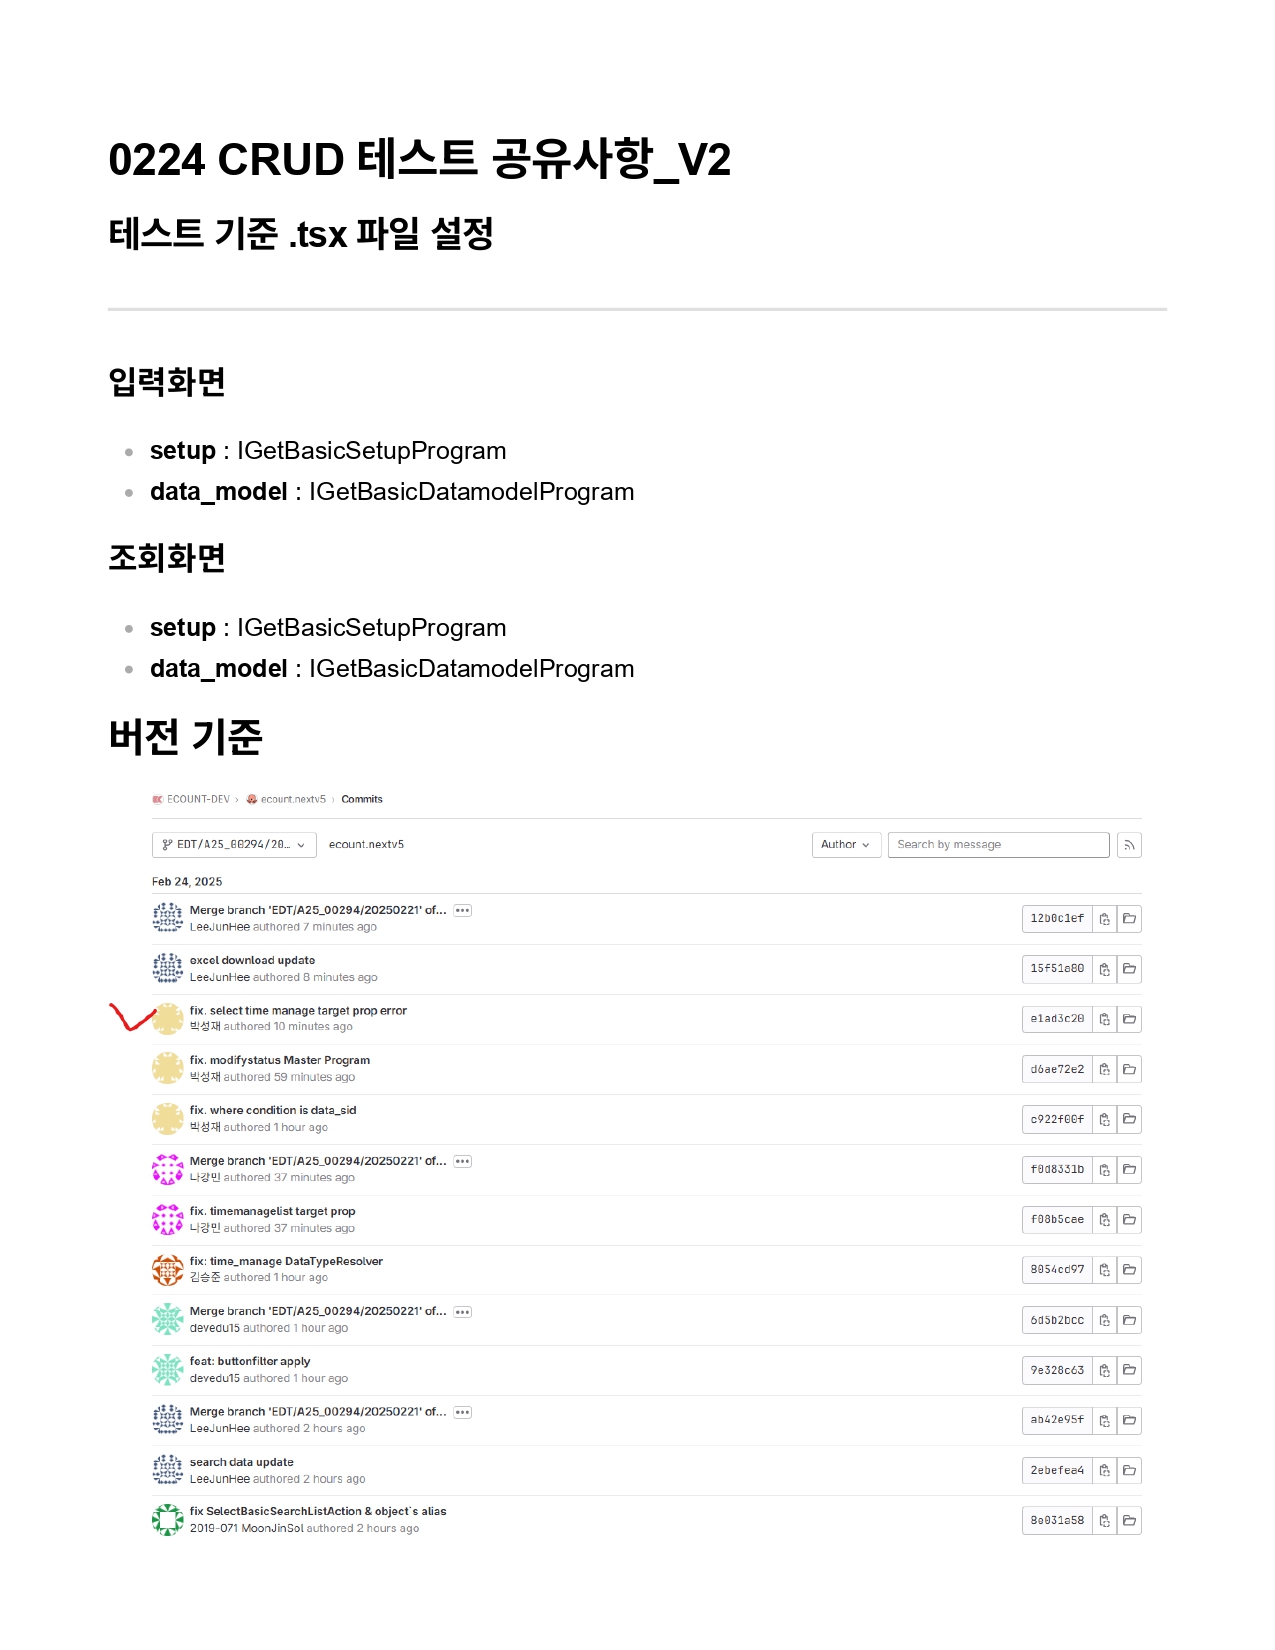 0224 CRUD 테스트 공유사항_V2
테스트 기준 .tsx 파일 설정
입력화면
setup : IGetBasicSetupProgram
data_model : IGetBasicDatamodelProgram
조회화면
setup : IGetBasicSetupProgram
data_model : IGetBasicDatamodelProgram
버전 기준
ECOUNT-DEV › ecount.nextv5 › Commits
EDT/A25_00294/20… ecount.nextv5 Author Search by message
Feb 24, 2025
Merge branch 'EDT/A25_00294/20250221' of...
LeeJunHee authored 7 minutes ago
12b0c1ef
excel download update
LeeJunHee authored 8 minutes ago
15f51a80
fix. select time manage target prop error
박성재 authored 10 minutes ago
e1ad3c20
fix. modifystatus Master Program
박성재 authored 59 minutes ago
d6ae72e2
fix. where condition is data_sid
박성재 authored 1 hour ago
c922f00f
Merge branch 'EDT/A25_00294/20250221' of...
나강민 authored 37 minutes ago
f0d8331b
fix. timemanagelist target prop
나강민 authored 37 minutes ago
f08b5cae
fix: time_manage DataTypeResolver
김승준 authored 1 hour ago
8054cd97
Merge branch 'EDT/A25_00294/20250221' of...
devedu15 authored 1 hour ago
6d5b2bcc
feat: buttonfilter apply
devedu15 authored 1 hour ago
9e328c63
Merge branch 'EDT/A25_00294/20250221' of...
LeeJunHee authored 2 hours ago
ab42e95f
search data update
LeeJunHee authored 2 hours ago
2ebefea4
fix SelectBasicSearchListAction & object`s alias
2019-071 MoonJinSol authored 2 hours ago
8e031a58